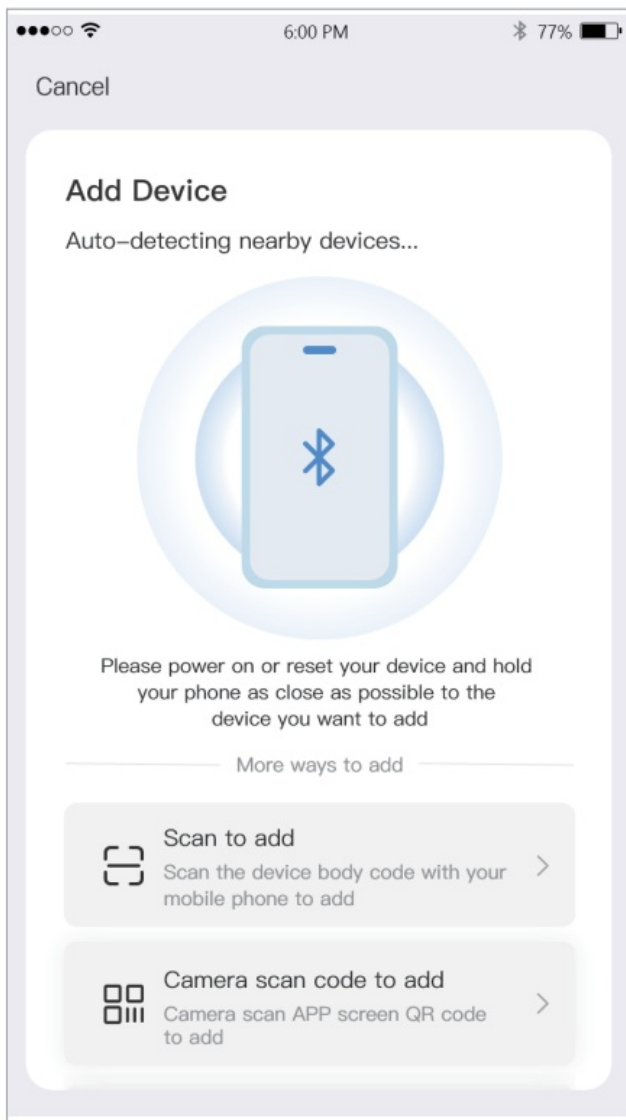 6:00 PM
77%
Cancel
Add Device
Auto-detecting nearby devices...
Please power on or reset your device and hold
your phone as close as possible to the
device you want to add
More ways to add
Scan to add
Scan the device body code with your
mobile phone to add
Camera scan code to add
Camera scan APP screen QR code
to add